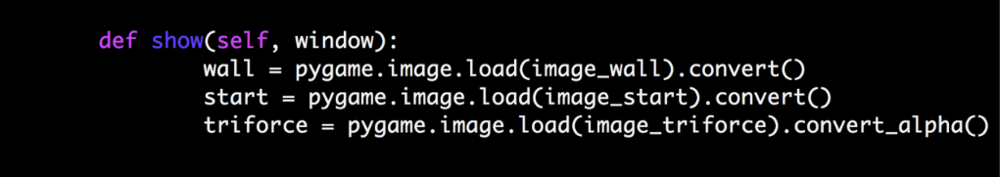 def show(self, window):
wall = pygame.image.load(image_wall).convert()
start = pygame.image.load(image_start).convert()
triforce = pygame.image.load(image_triforce).convert_alpha()